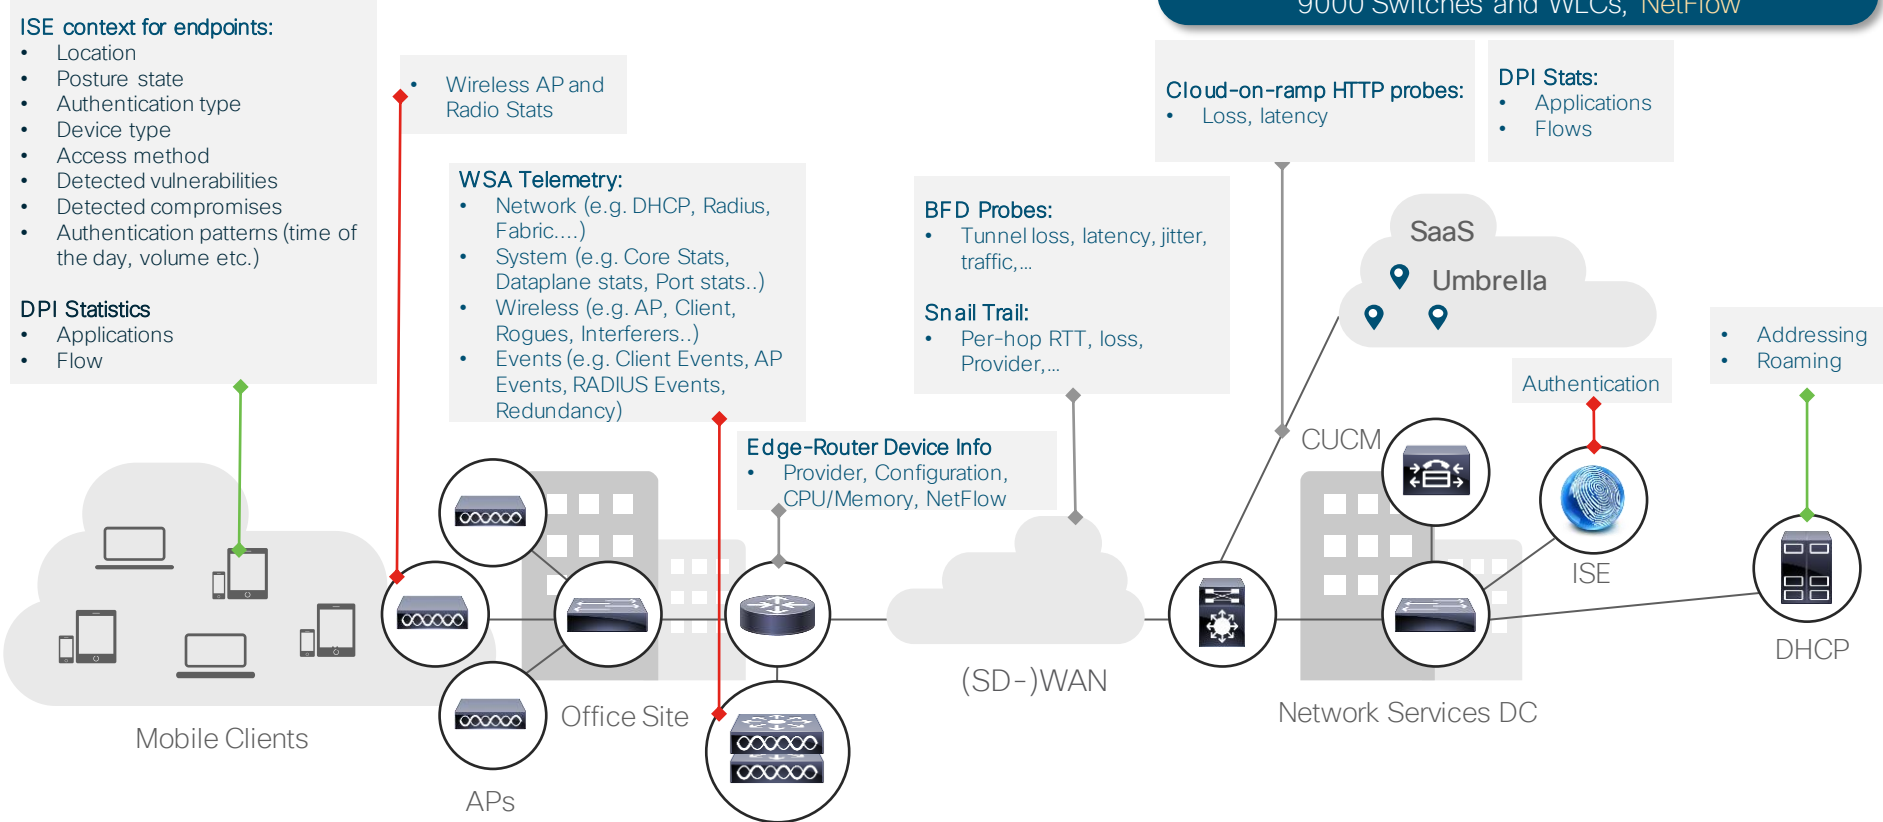 9000 Switches and WLCs, NetFlow
ISE context for endpoints:
• Location
• Posture state
• Authentication type
• Device type
• Access method
• Detected vulnerabilities
• Detected compromises
• Authentication patterns (time of
the day, volume etc.)
DPI Statistics
• Applications
• Flow
• Wireless AP and
Radio Stats
WSA Telemetry:
• Network (e.g. DHCP, Radius,
Fabric....)
• System (e.g. Core Stats,
Dataplane stats, Port stats..)
• Wireless (e.g. AP, Client,
Rogues, Interferers..)
• Events (e.g. Client Events, AP
Events, RADIUS Events,
Redundancy)
Edge-Router Device Info
• Provider, Configuration,
CPU/Memory, NetFlow
BFD Probes:
• Tunnel loss, latency, jitter,
traffic,...
Snail Trail:
• Per-hop RTT, loss,
Provider,...
Cloud-on-ramp HTTP probes:
• Loss, latency
DPI Stats:
• Applications
• Flows
SaaS
Umbrella
• Addressing
• Roaming
Authentication
CUCM
ISE
DHCP
(SD-)WAN
Network Services DC
Office Site
Mobile Clients
APs